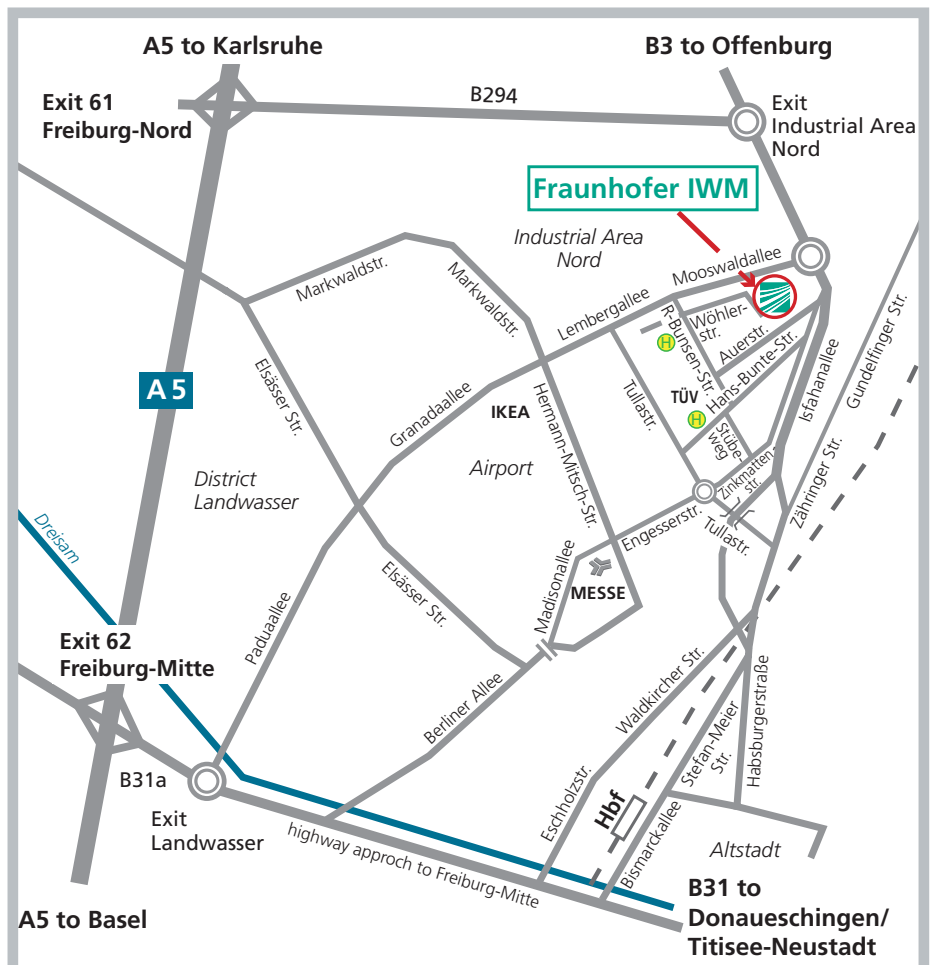 A5 to Karlsruhe
B3 to Offenburg
Exit 61
Freiburg-Nord
B294
Exit
Industrial Area
Nord
Fraunhofer IWM
Industrial Area
Nord
Mooswaldallee
Markwaldstr.
Markwaldstr.
Lembergallee
Wöhler-
str.
R-Bunsen-Str.
Auerstr.
Hans-Bunte-Str.
Isfahanallee
Gundelfinger Str.
H
A 5
Elsässer Str.
Granadaallee
IKEA
Hermann-Mitsch-Str.
Tullastr.
TÜV
H
Stübe-
weg
Zinkmatten-
str.
Zähringer Str.
District
Landwasser
Airport
Engesserstr.
Tullastr.
Dreisam
Elsässer Str.
Madisonallee
MESSE
Paduaallee
Exit 62
Freiburg-Mitte
Berliner Allee
Waldkircher Str.
Stefan-Meier
Str.
Habsburgerstraße
B31a
Exit
Landwasser
highway approch to Freiburg-Mitte
Eschholzstr.
Hbf
Bismarckallee
Altstadt
A5 to Basel
B31 to
Donaueschingen/
Titisee-Neustadt